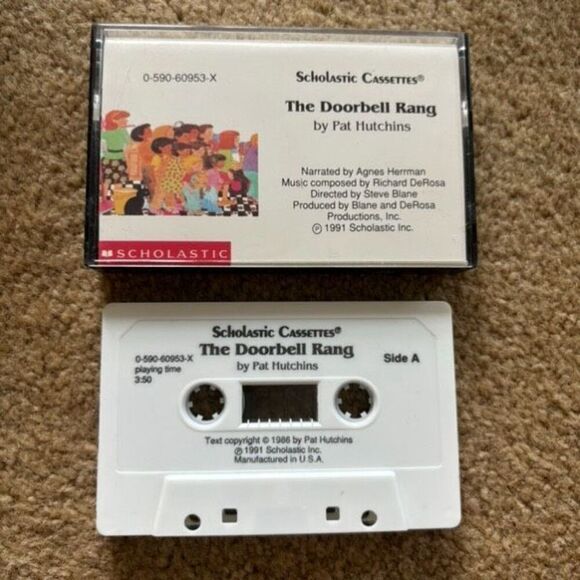 0-590-60953-X
Scholastic Cassettes®
The Doorbell Rang
by Pat Hutchins
Narrated by Agnes Herrman
Music composed by Richard DeRosa
Directed by Steve Blane
Produced by Blane and DeRosa
Productions, Inc.
℗ 1991 Scholastic Inc.
SCHOLASTIC
Scholastic Cassettes®
0-590-60953-X
playing time
3:50
The Doorbell Rang
by Pat Hutchins
Side A
Text copyright © 1986 by Pat Hutchins
℗ 1991 Scholastic Inc.
Manufactured in U.S.A.